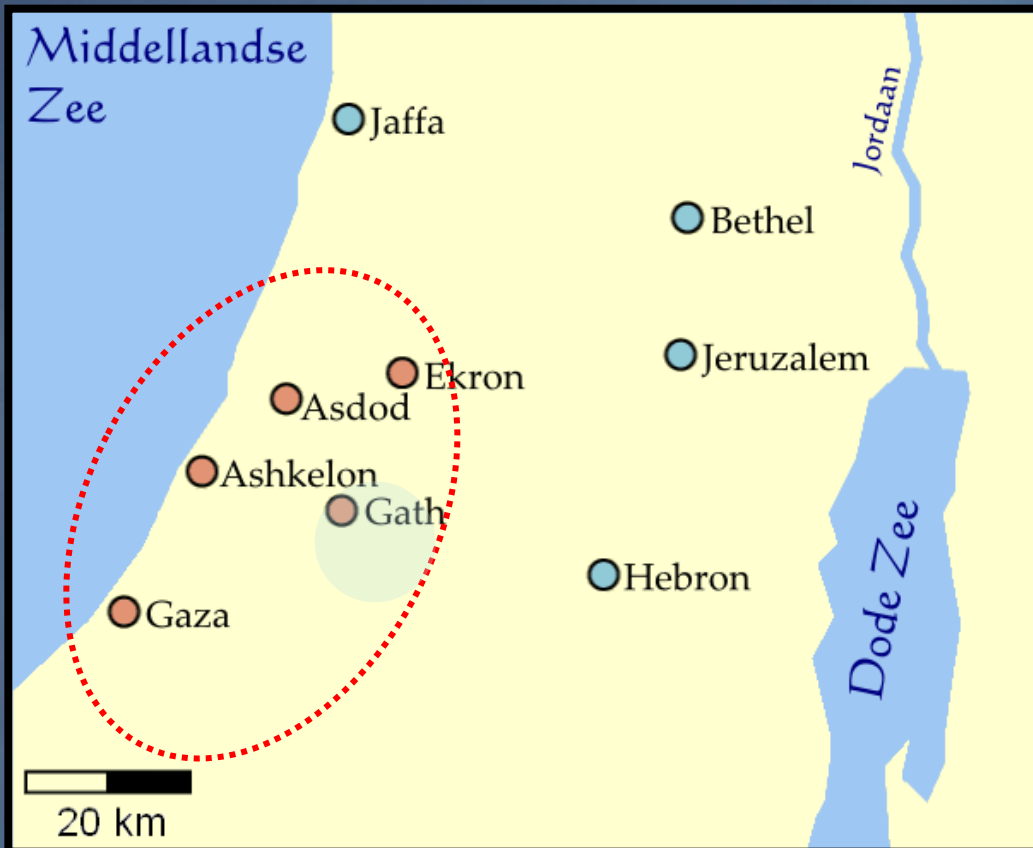 Middellandse
Zee
Jaffa
Jordaan
Bethel
Jeruzalem
Ekron
Asdod
Ashkelon
Gath
Hebron
Gaza
Dode Zee
20 km